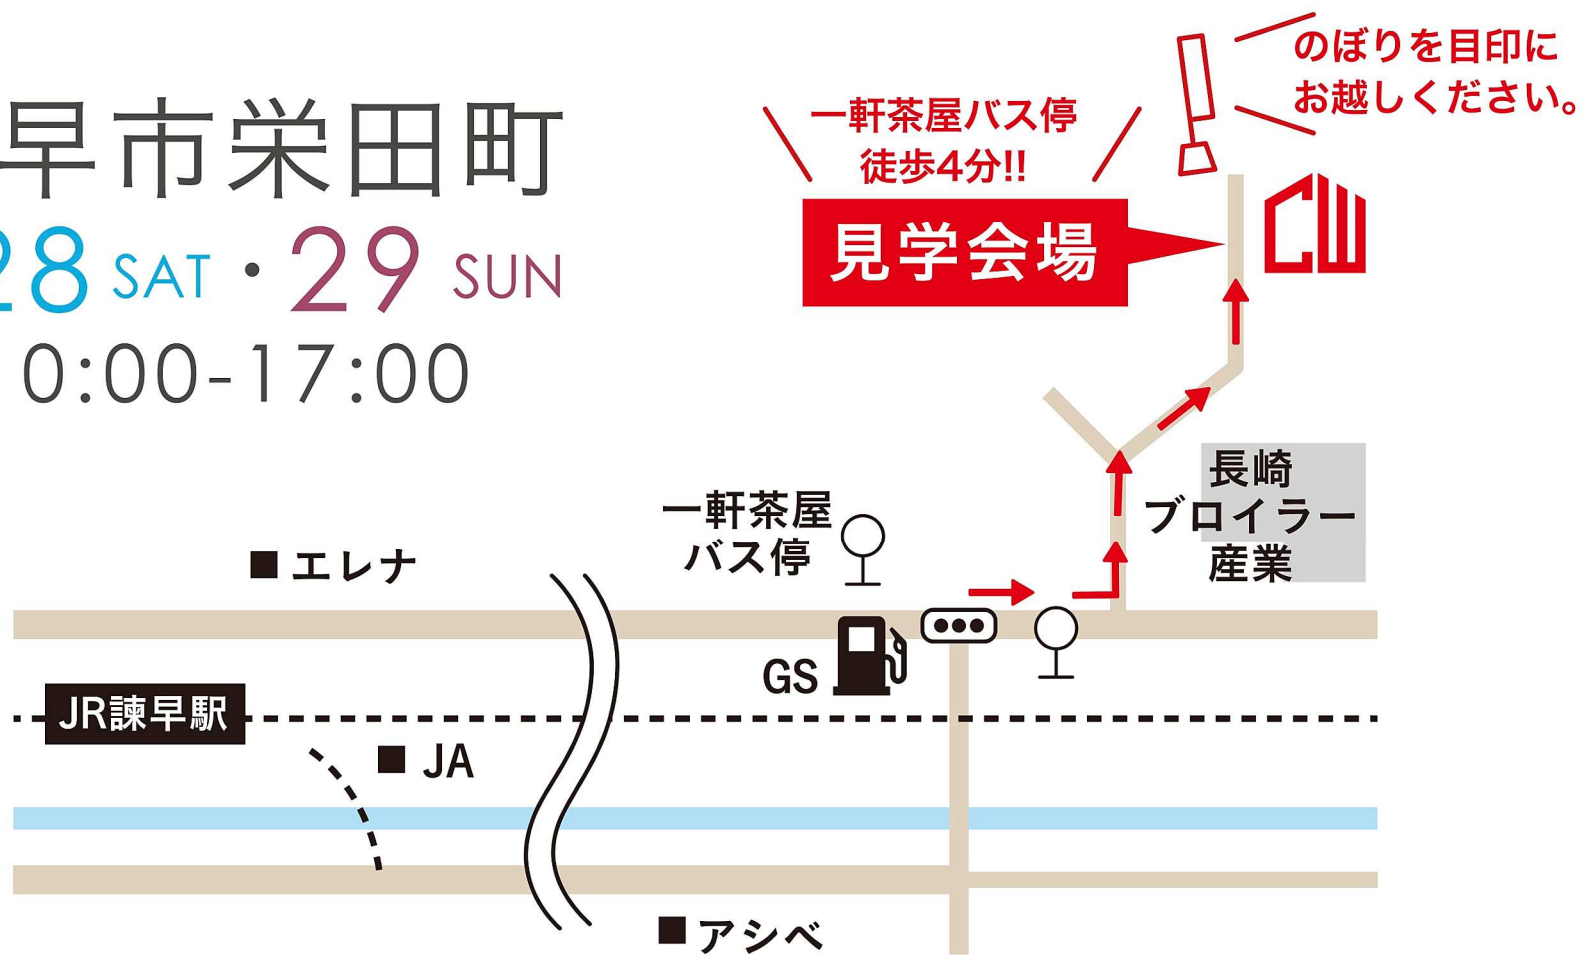 早市栄田町
28 SAT・29 SUN
0:00-17:00
のぼりを目印に
お越しください。
一軒茶屋バス停
徒歩4分!!
見学会場
CW
長崎
ブロイラー
産業
一軒茶屋
バス停
■ エレナ
GS
JR諫早駅
■ JA
■ アシベ